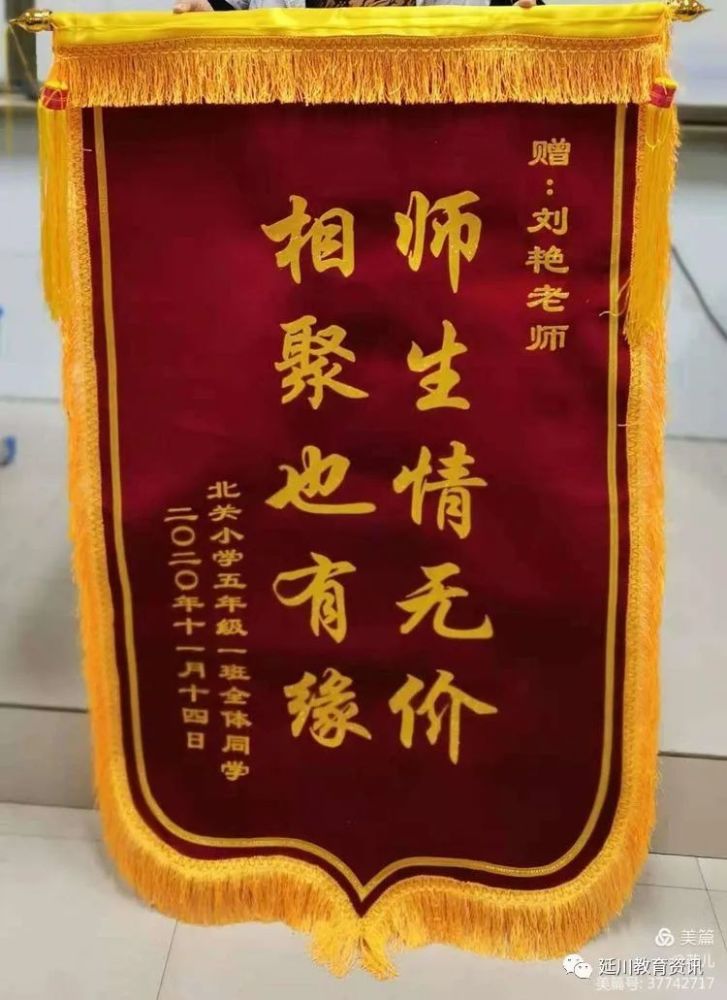 赠：刘艳老师
师生情无价
相聚也有缘
北关小学五年级一班全体同学
二〇二〇年十一月十四日
美篇
延川教育资讯
美篇号: 37742717